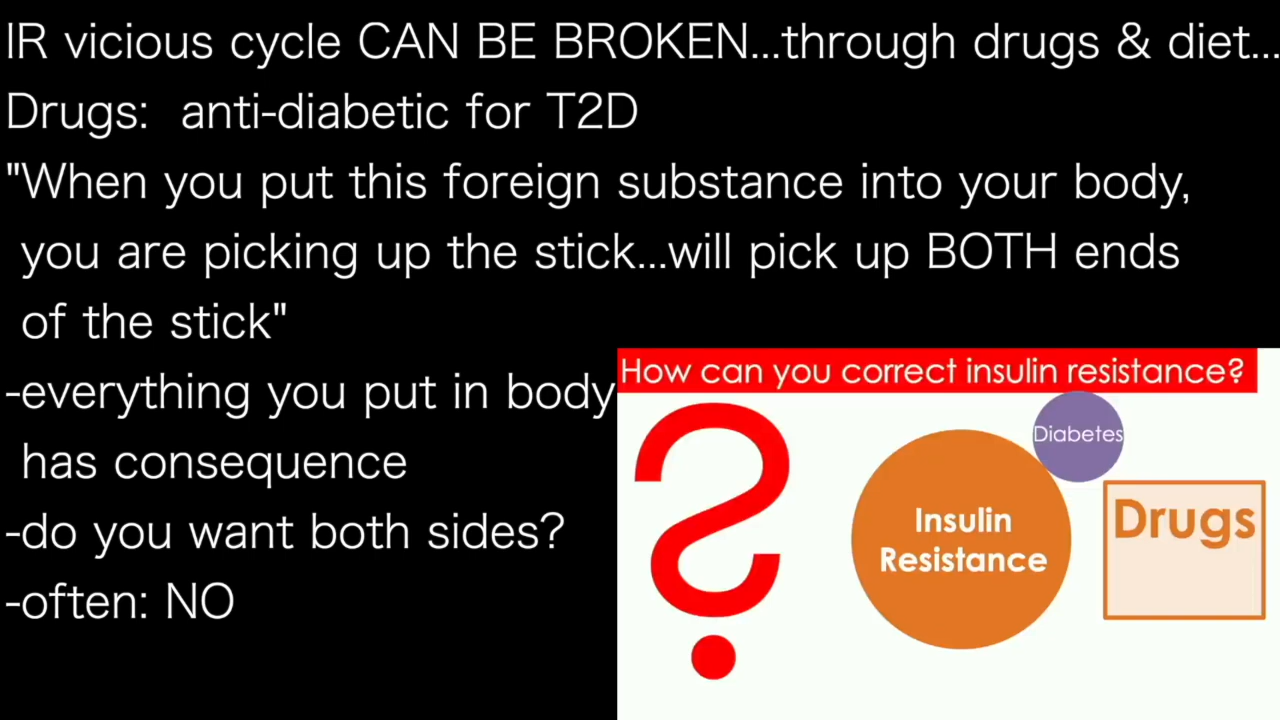 IR vicious cycle CAN BE BROKEN...through drugs & diet...
Drugs:  anti-diabetic for T2D
"When you put this foreign substance into your body,
you are picking up the stick...will pick up BOTH ends
of the stick"
-everything you put in body
has consequence
-do you want both sides?
-often: NO
How can you correct insulin resistance?
?
Diabetes
Insulin
Resistance
Drugs